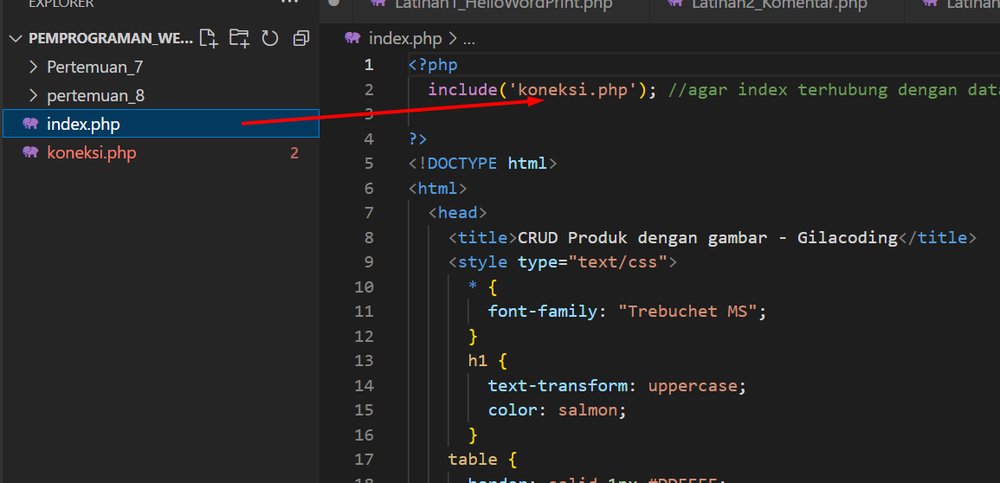 EXPLORER
...
Latihan1_HelloWordPrint.php
Latihan2_Komentar.php
PEMPROGRAMAN_WE...
Pertemuan_7
pertemuan_8
index.php
koneksi.php 2
index.php > ...
1 <?php
2 include('koneksi.php'); //agar index terhubung dengan data
3
4 ?>
5 <!DOCTYPE html>
6 <html>
7 <head>
8 <title>CRUD Produk dengan gambar - Gilacoding</title>
9 <style type="text/css">
10 * {
11 font-family: "Trebuchet MS";
12 }
13 h1 {
14 text-transform: uppercase;
15 color: salmon;
16 }
17 table {
18 border: solid 1px